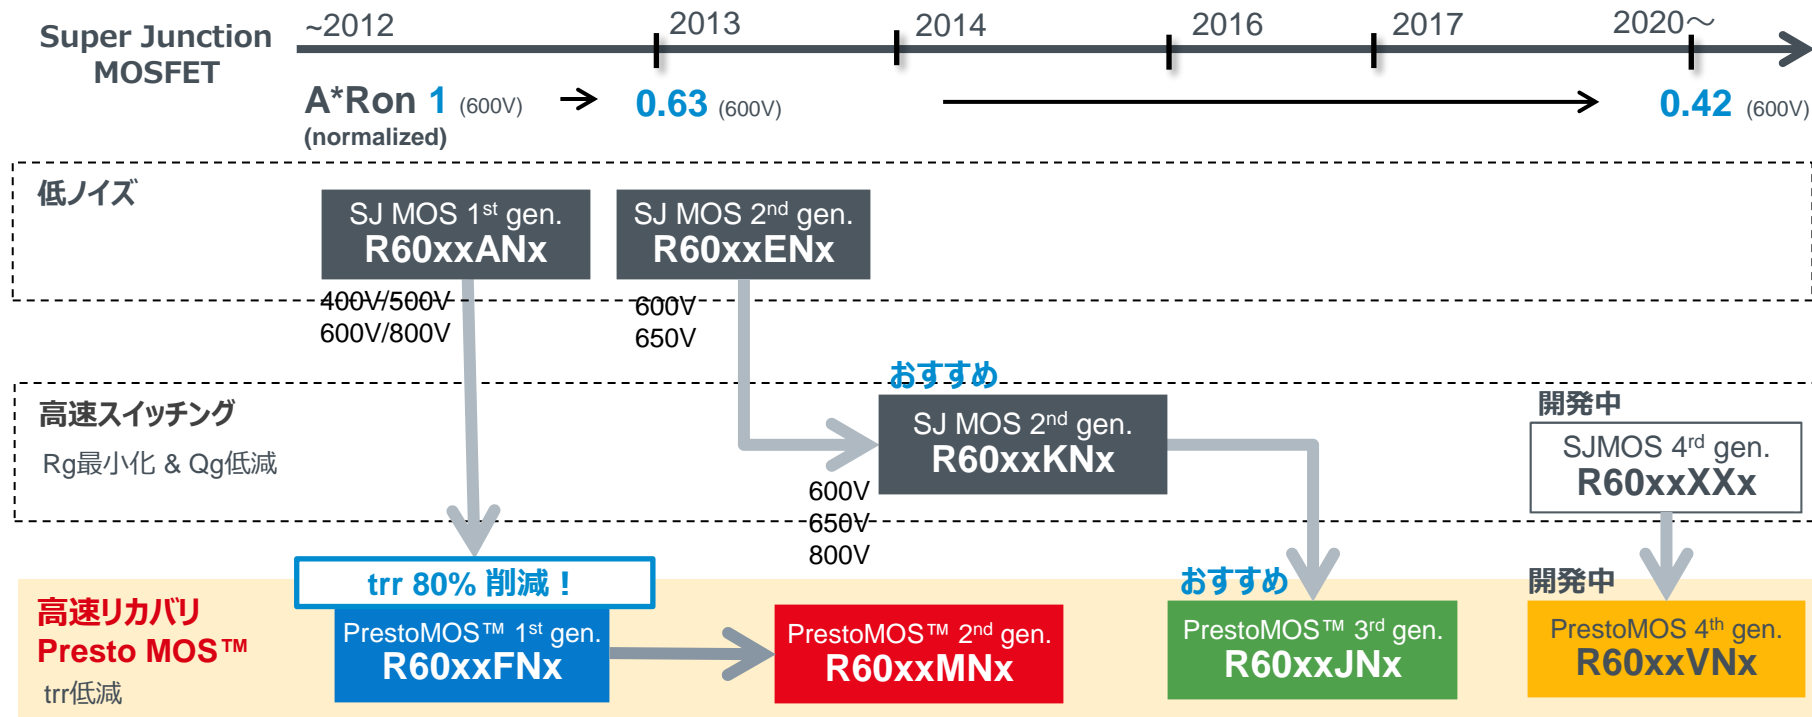 Super Junction
MOSFET
~2012
2013
2014
2016
2017
2020～
A*Ron 1 (600V)
(normalized)
0.63 (600V)
0.42 (600V)
低ノイズ
SJ MOS 1st gen.
R60xxANx
400V/500V
600V/800V
SJ MOS 2nd gen.
R60xxENx
600V
650V
高速スイッチング
Rg最小化 & Qg低減
おすすめ
SJ MOS 2nd gen.
R60xxKNx
600V
650V
800V
開発中
SJMOS 4rd gen.
R60xxXXx
高速リカバリ
Presto MOS™
trr低減
trr 80% 削減！
PrestoMOS™ 1st gen.
R60xxFNx
PrestoMOS™ 2nd gen.
R60xxMNx
おすすめ
PrestoMOS™ 3rd gen.
R60xxJNx
開発中
PrestoMOS 4th gen.
R60xxVNx